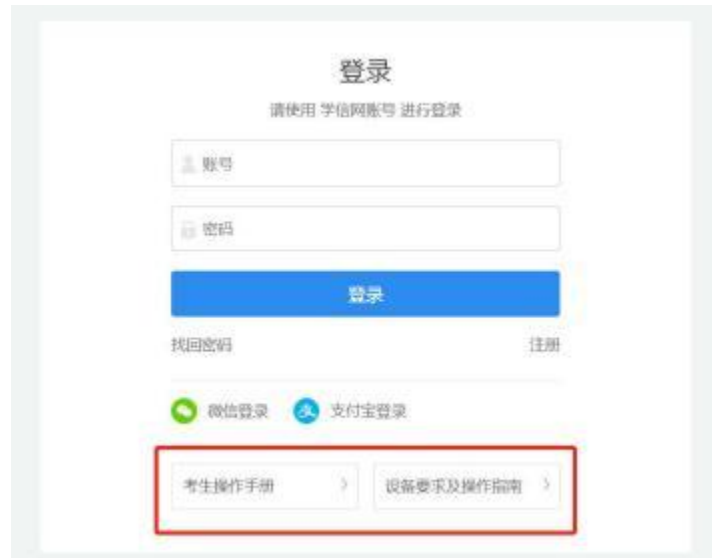 登录
请使用 学信网账号 进行登录
账号
密码
登录
找回密码 注册
微信登录 支付宝登录
考生操作手册 设备要求及操作指南